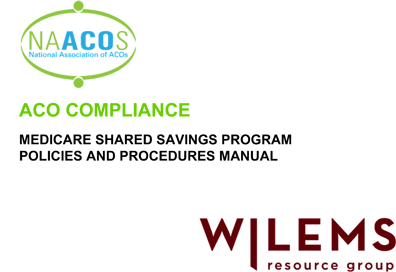 NAACOS
National Association of ACOs
ACO COMPLIANCE
MEDICARE SHARED SAVINGS PROGRAM
POLICIES AND PROCEDURES MANUAL
WILEMS
resource group